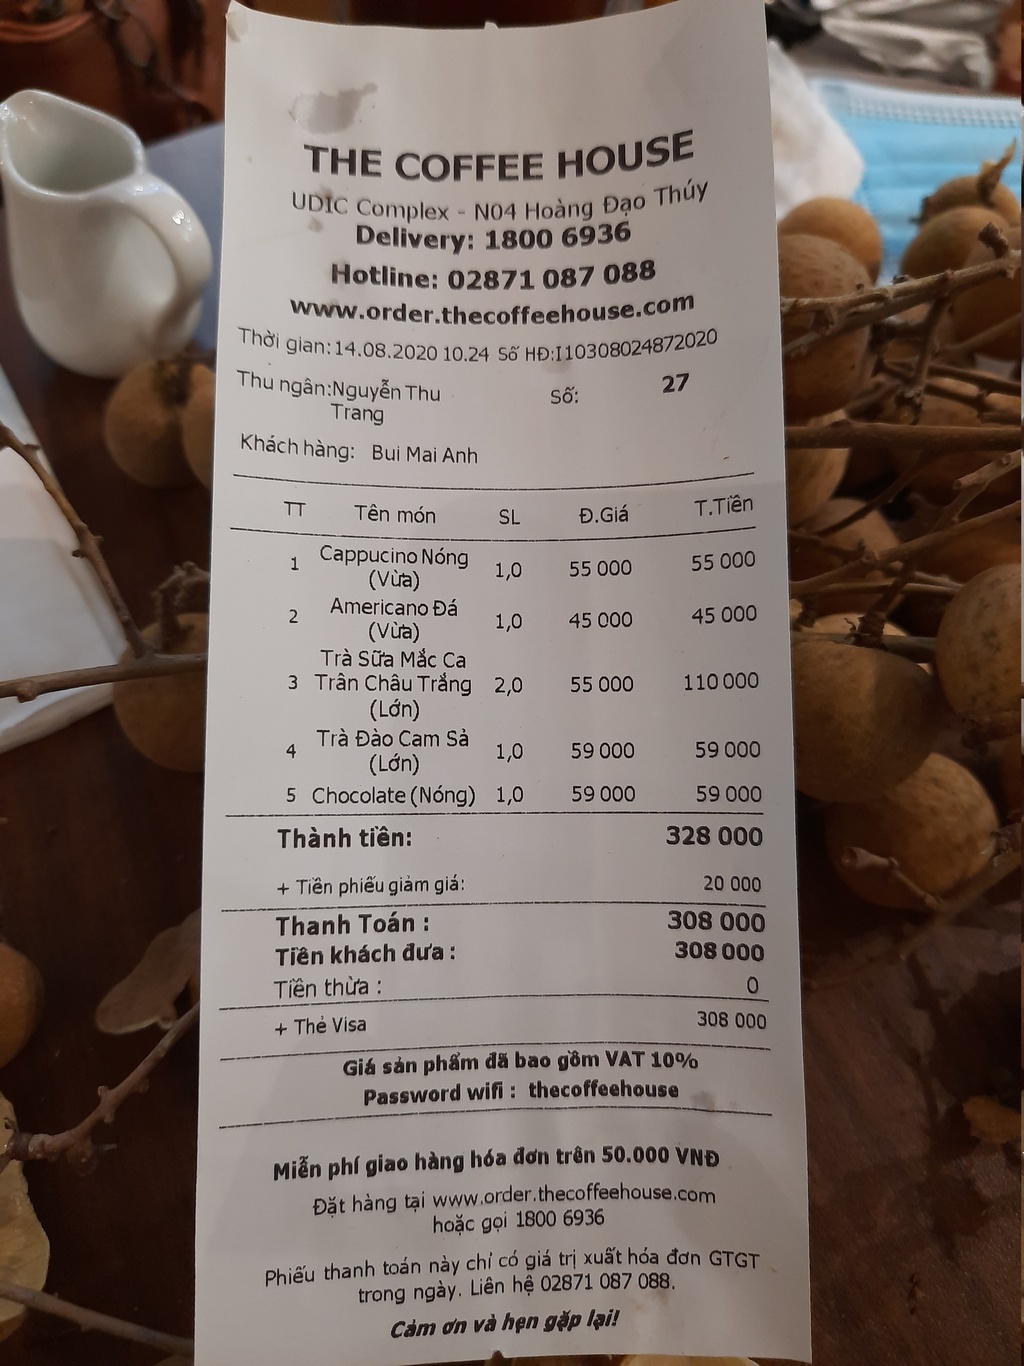 THE COFFEE HOUSE
UDIC Complex - N04 Hoàng Đạo Thúy
Delivery: 1800 6936
Hotline: 02871 087 088
www.order.thecoffeehouse.com
Thời gian:14.08.2020 10.24 Số HĐ:I10308024872020
Thu ngân:Nguyễn Thu Số: 27
Trang
Khách hàng: Bui Mai Anh
TT Tên món SL Đ.Giá T.Tiền
1 Cappucino Nóng 1,0 55 000 55 000
(Vừa)
2 Americano Đá 1,0 45 000 45 000
(Vừa)
Trà Sữa Mắc Ca
3 Trân Châu Trắng 2,0 55 000 110 000
(Lớn)
4 Trà Đào Cam Sả 1,0 59 000 59 000
(Lớn)
5 Chocolate (Nóng) 1,0 59 000 59 000
Thành tiền: 328 000
+ Tiền phiếu giảm giá: 20 000
Thanh Toán : 308 000
Tiền khách đưa : 308 000
Tiền thừa : 0
+ Thẻ Visa 308 000
Giá sản phẩm đã bao gồm VAT 10%
Password wifi : thecoffeehouse
Miễn phí giao hàng hóa đơn trên 50.000 VNĐ
Đặt hàng tại www.order.thecoffeehouse.com
hoặc gọi 1800 6936
Phiếu thanh toán này chỉ có giá trị xuất hóa đơn GTGT
trong ngày. Liên hệ 02871 087 088.
Cảm ơn và hẹn gặp lại!